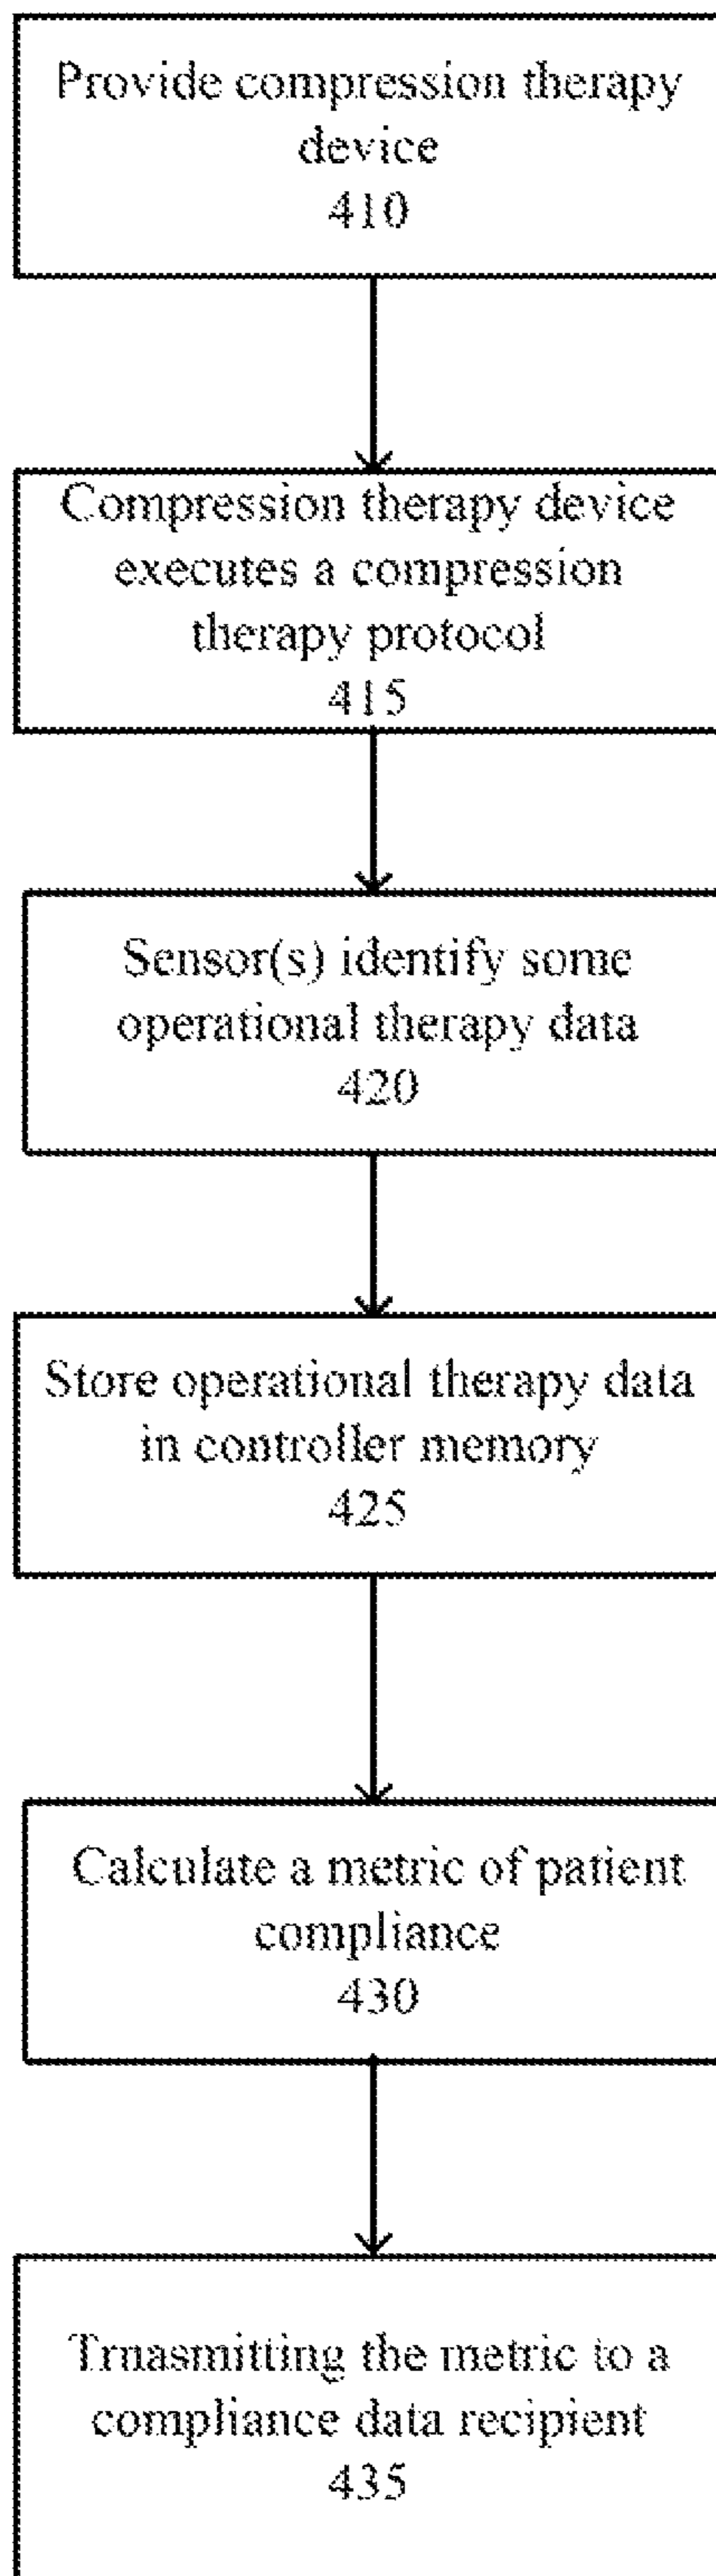 Provide compression therapy
device
410
Compression therapy device
executes a compression
therapy protocol
415
Sensor(s) identify some
operational therapy data
420
Store operational therapy data
in controller memory
425
Calculate a metric of patient
compliance
430
Trnasmitting the metric to a
compliance data recipient
435